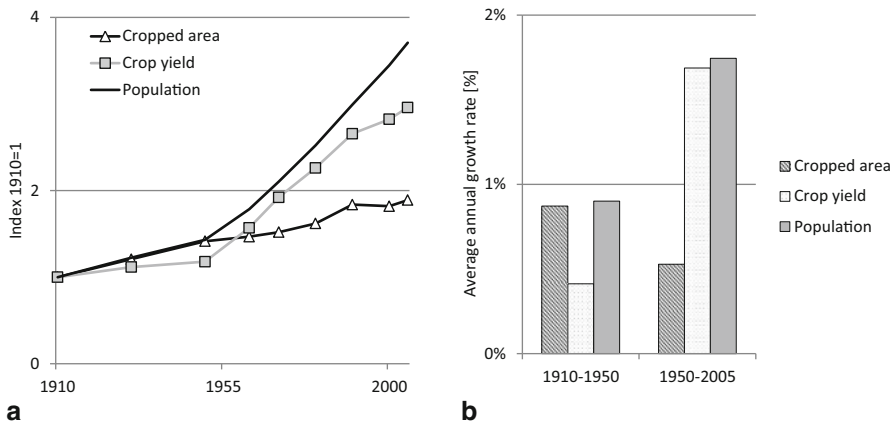 4
Cropped area
Crop yield
Population
Index 1910=1
2
0
1910
1955
2000
a
2%
Average annual growth rate [%]
1%
0%
1910-1950
1950-2005
Cropped area
Crop yield
Population
b